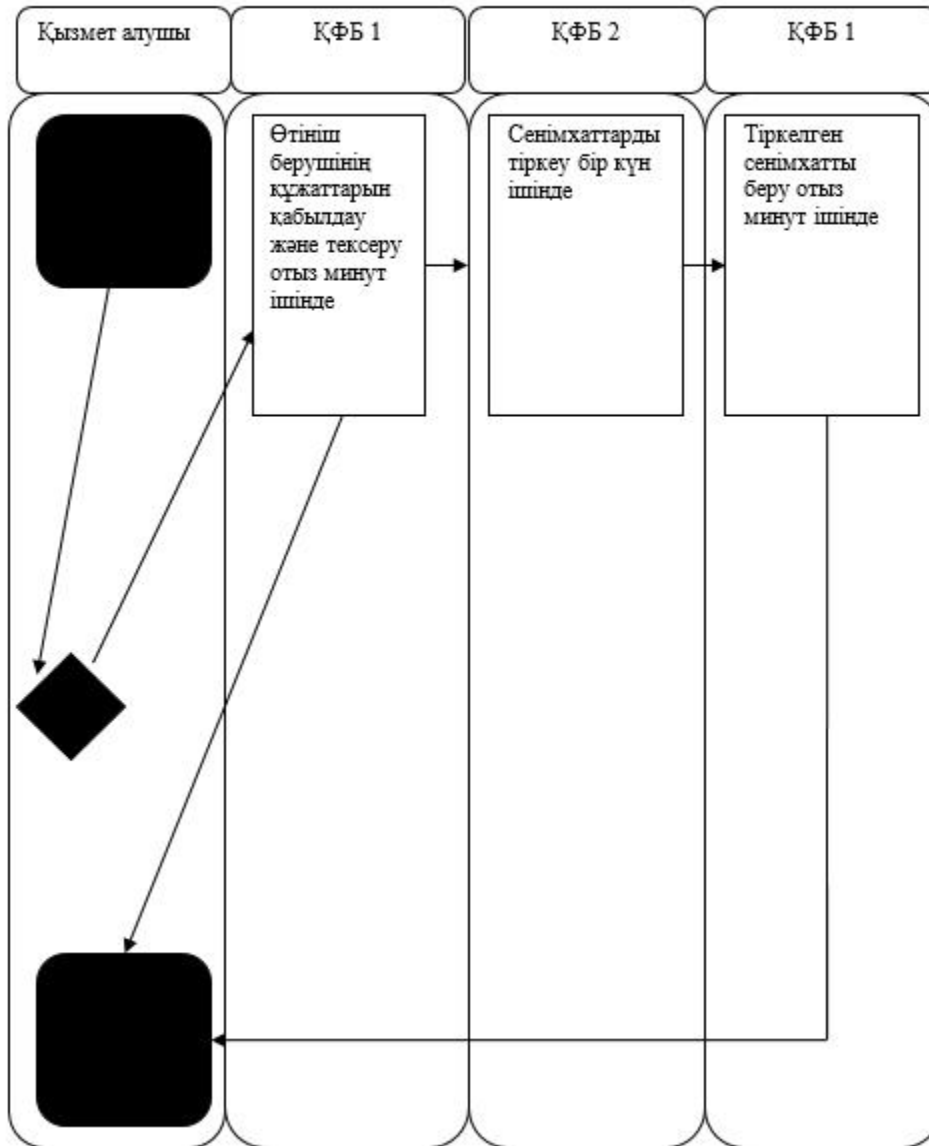 Қызмет алушы
ҚФБ 1
ҚФБ 2
ҚФБ 1
Өтініш
берушінің
құжаттарын
қабылдау
және тексеру
отыз минут
ішінде
Сенімхаттарды
тіркеу бір күн
ішінде
Тіркелген
сенімхатты
беру отыз
минут ішінде